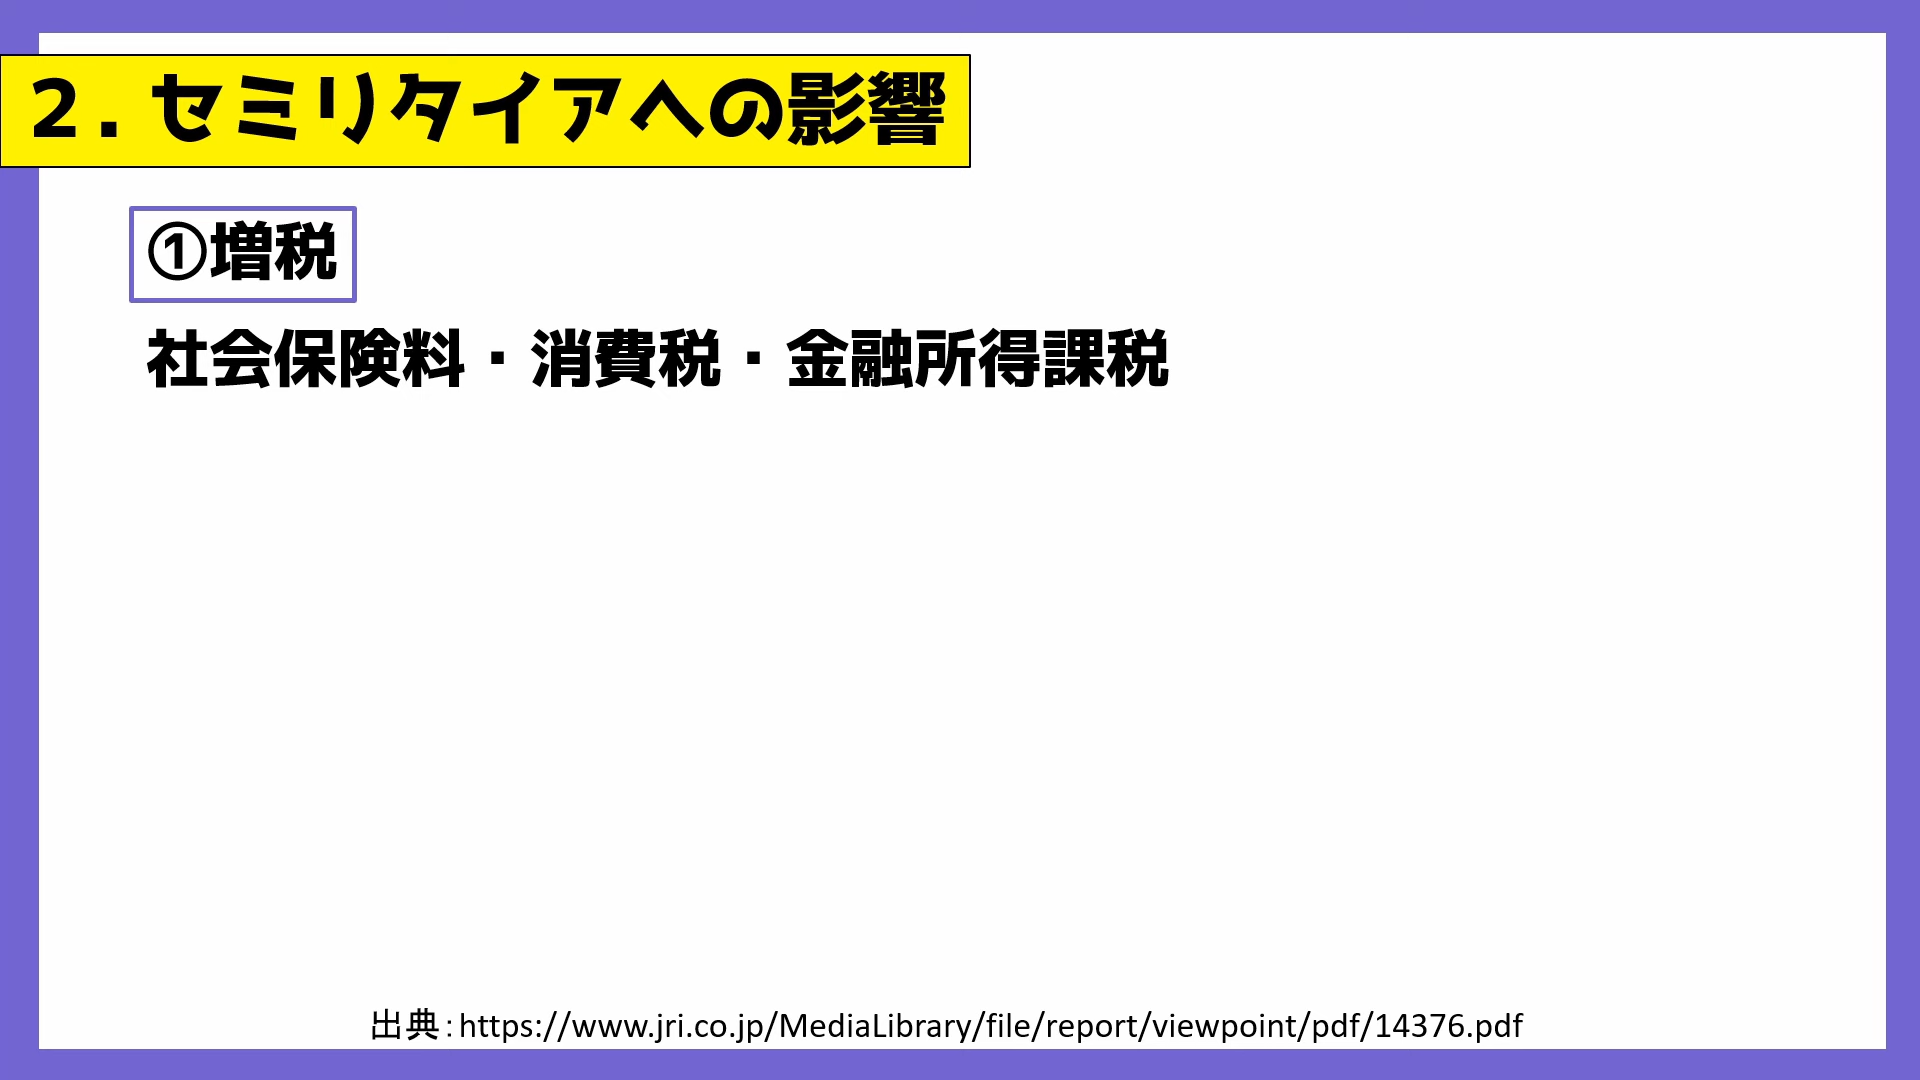 ２．セミリタイアへの影響
①増税
社会保険料・消費税・金融所得課税
出典：https://www.jri.co.jp/MediaLibrary/file/report/viewpoint/pdf/14376.pdf